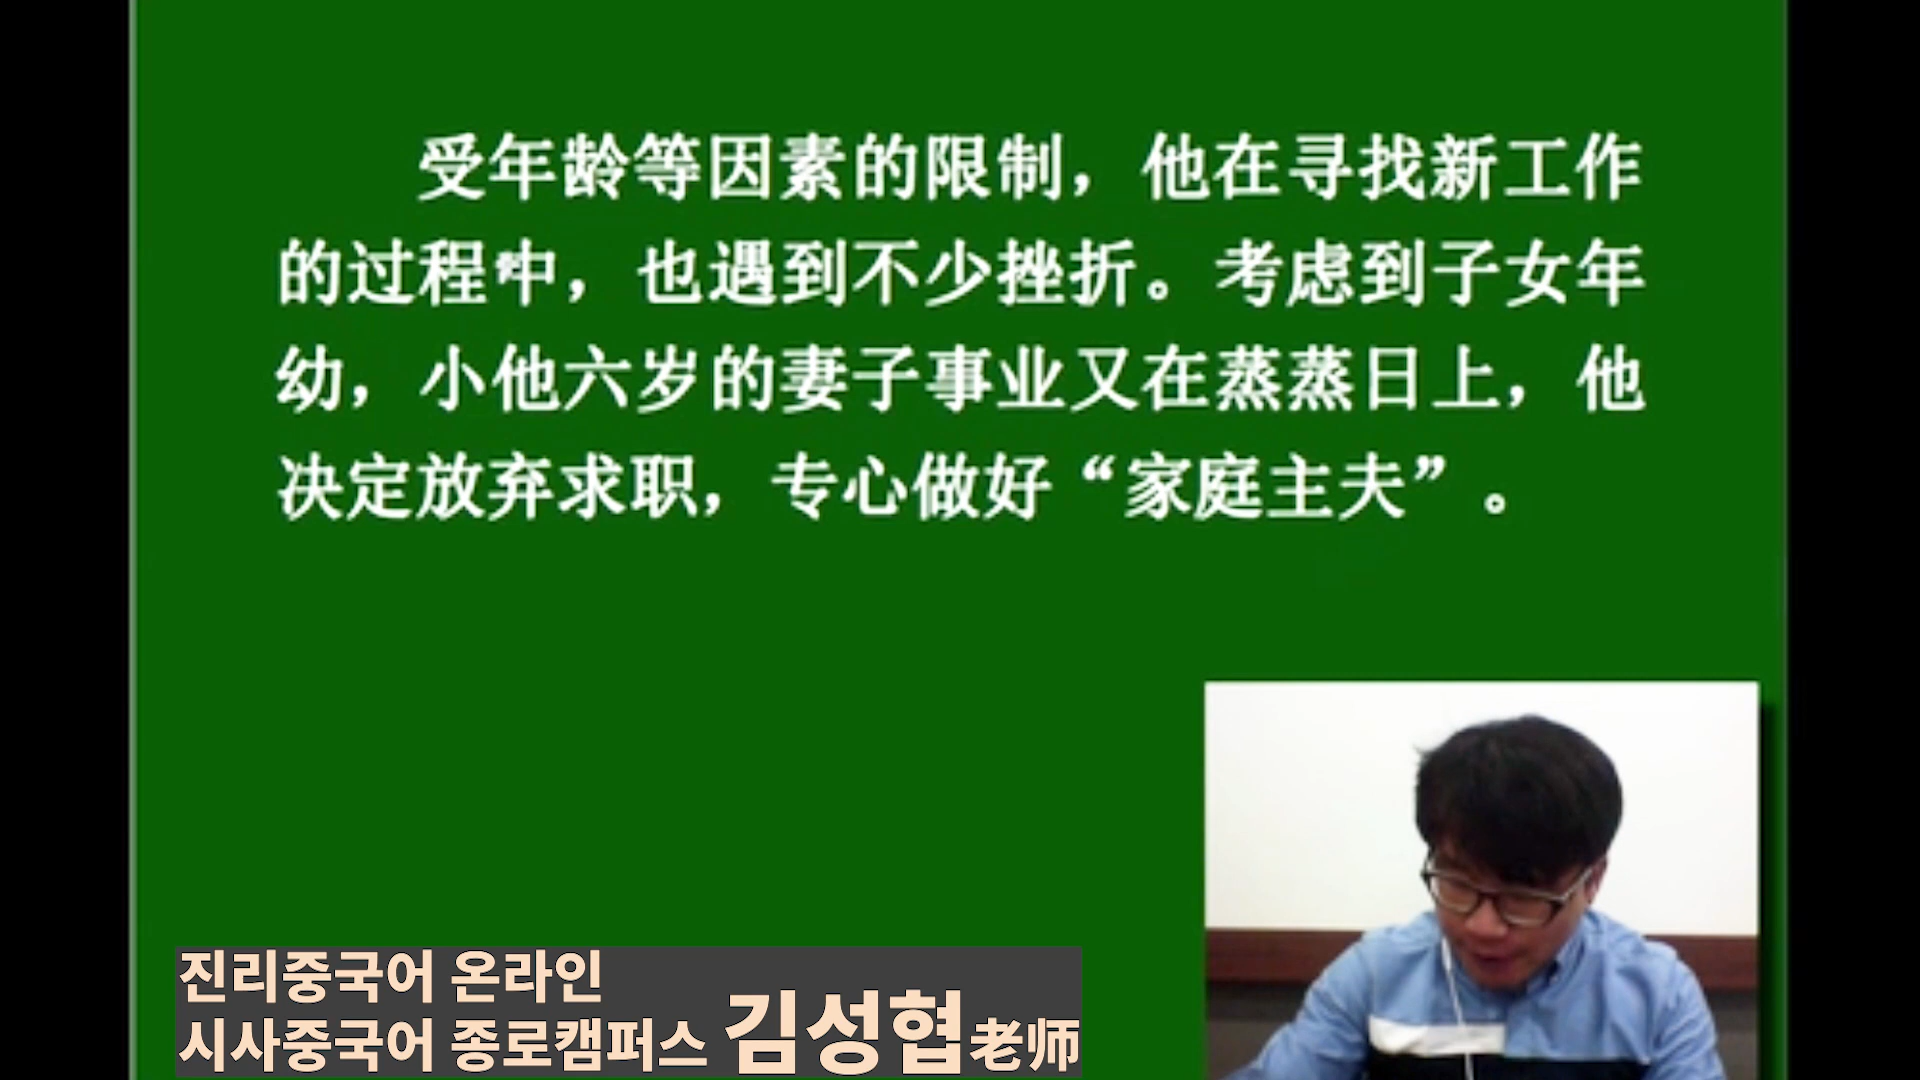 受年龄等因素的限制，他在寻找新工作
的过程中，也遇到不少挫折。考虑到子女年
幼，小他六岁的妻子事业又在蒸蒸日上，他
决定放弃求职，专心做好“家庭主夫”。
진리중국어 온라인
시사중국어 종로캠퍼스 김성협老师